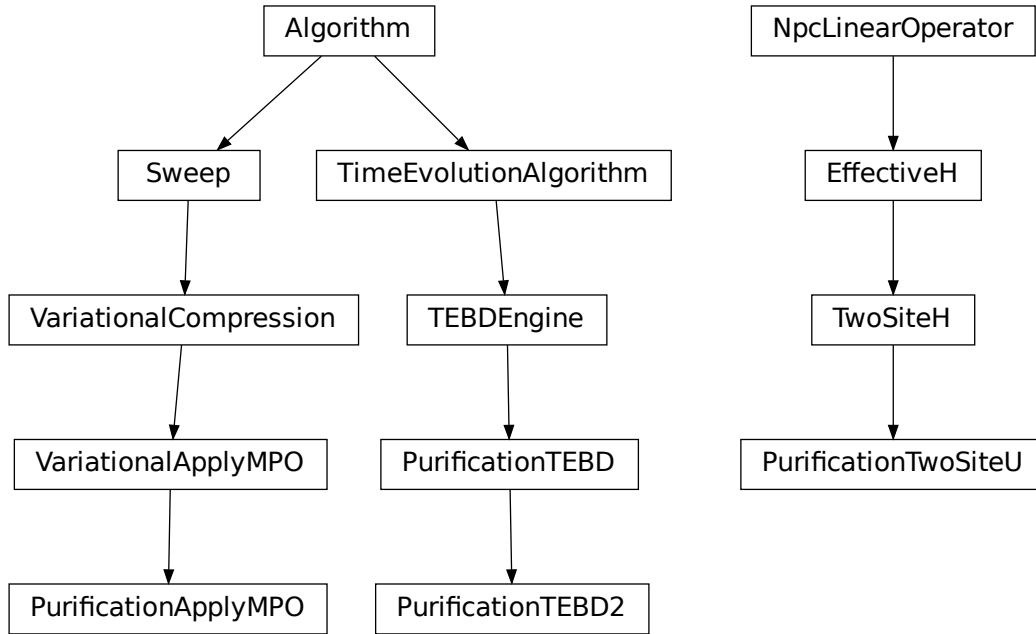 Algorithm
NpcLinearOperator
Sweep
TimeEvolutionAlgorithm
EffectiveH
VariationalCompression
TEBDEngine
TwoSiteH
VariationalApplyMPO
PurificationTEBD
PurificationTwoSiteU
PurificationApplyMPO
PurificationTEBD2